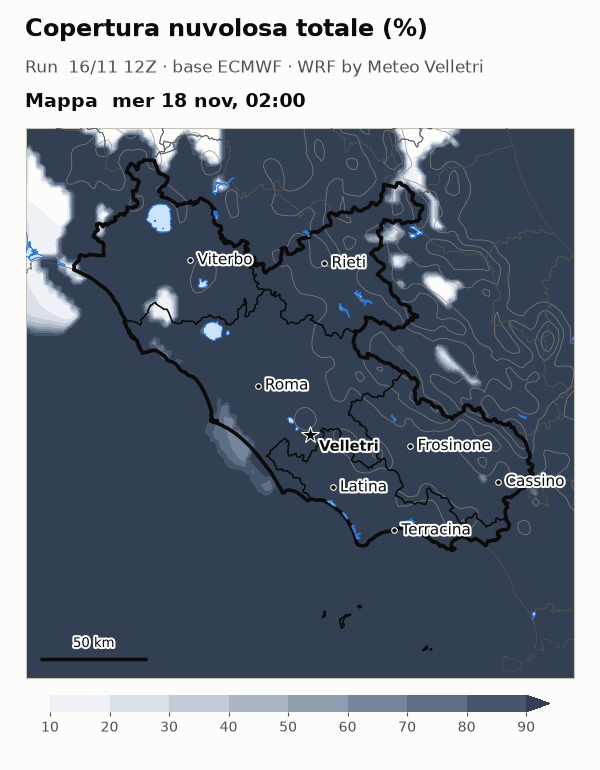 Copertura nuvolosa totale (%)
Run  16/11 12Z · base ECMWF · WRF by Meteo Velletri
Mappa  mer 18 nov, 02:00
Viterbo
Rieti
Roma
Velletri
Frosinone
Latina
Cassino
Terracina
50 km
10 20 30 40 50 60 70 80 90